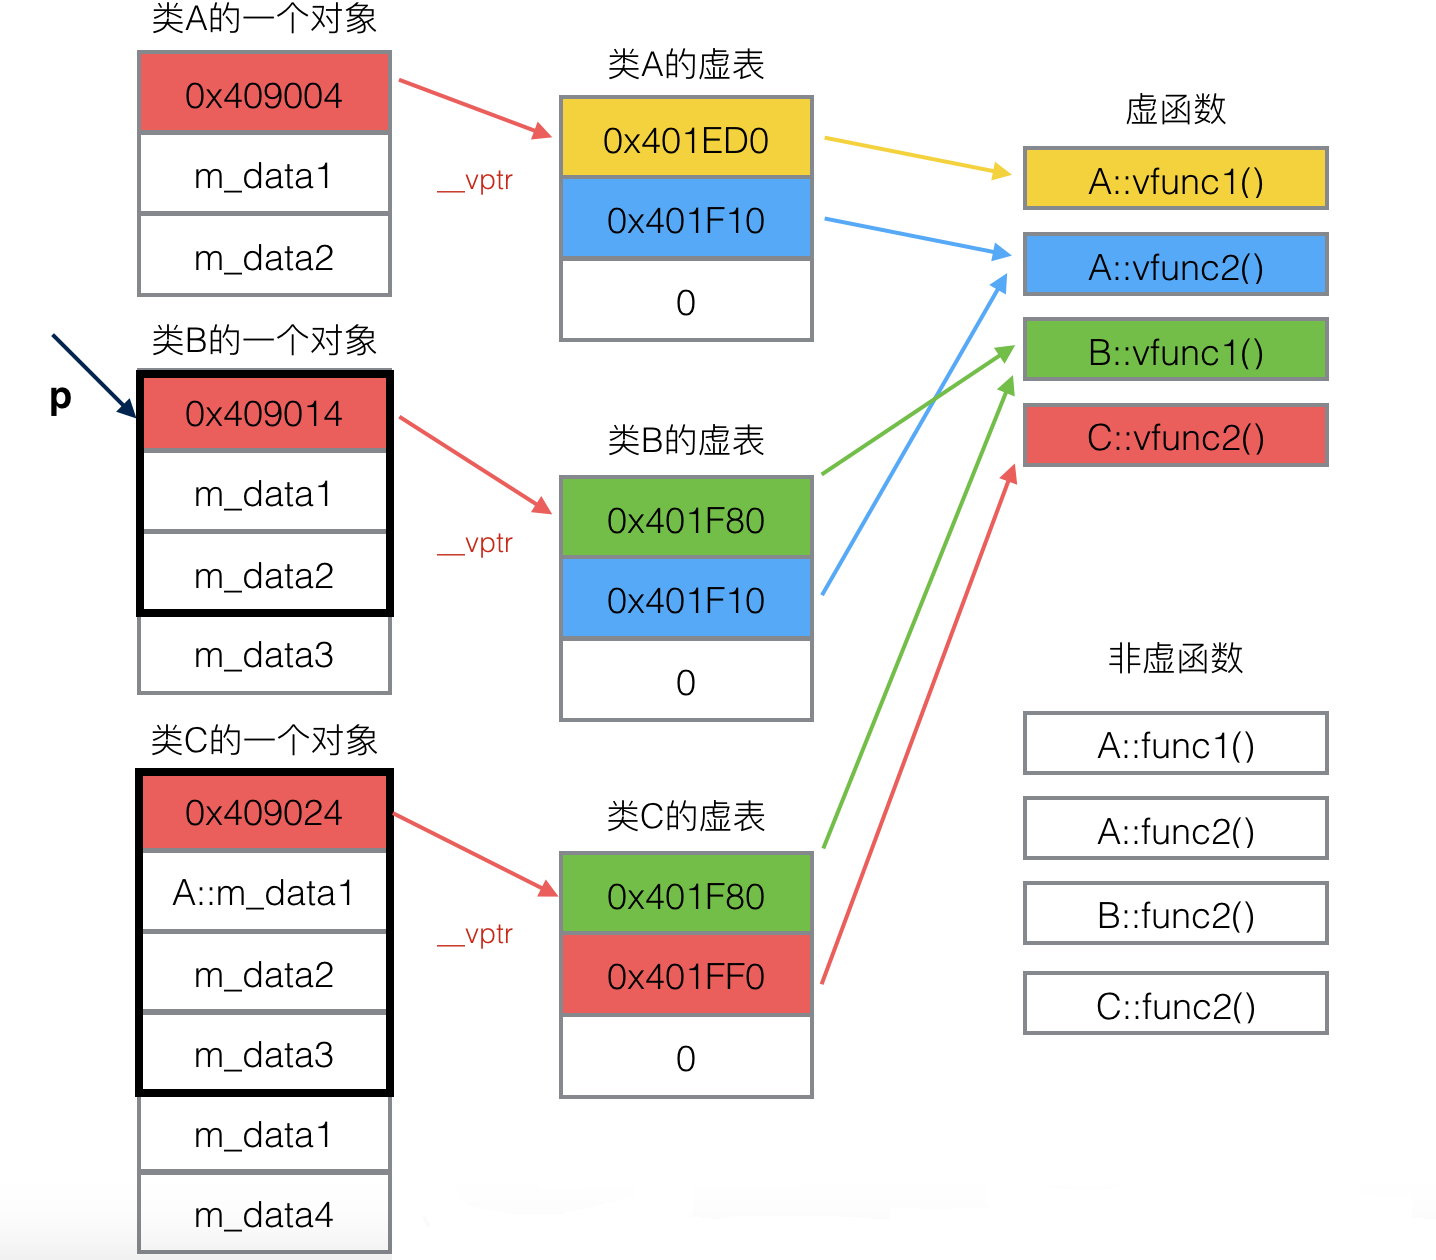 类A的一个对象
0x409004
m_data1
m_data2
__vptr
类A的虚表
0x401ED0
0x401F10
0
虚函数
A::vfunc1()
A::vfunc2()
B::vfunc1()
C::vfunc2()
p
类B的一个对象
0x409014
m_data1
m_data2
m_data3
__vptr
类B的虚表
0x401F80
0x401F10
0
非虚函数
A::func1()
A::func2()
B::func2()
C::func2()
类C的一个对象
0x409024
A::m_data1
m_data2
m_data3
m_data1
m_data4
__vptr
类C的虚表
0x401F80
0x401FF0
0